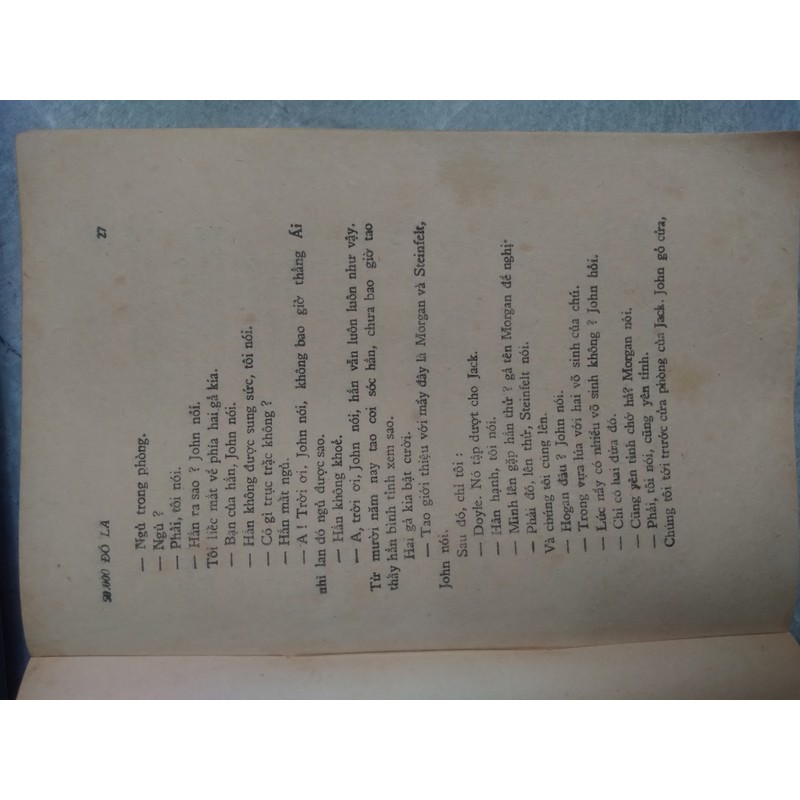 50.000 ĐÔ LA 27
— Ngủ trong phòng.
— Ngủ ?
— Phải, tôi nói.
— Hắn ra sao ? John nói.
Tôi liếc mắt về phía hai gả kia.
— Bạn của hắn, John nói.
— Hắn không được sung sức, tôi nói.
— Có gì trục trặc không ?
— Hắn mất ngủ.
— A ! Trời ơi, John nói, không bao giờ thằng Ái
nhỉ lan đó ngủ được sao.
— Hắn không khoẻ.
— A, trời ơi, John nói, hắn vẫn luôn luôn như vậy.
Từ mười năm nay tao coi sóc hắn, chưa bao giờ tao
thấy hắn bình tĩnh xem sao.
Hai gả kia bật cười.
— Tao giới thiệu với mầy đây là Morgan và Steinfelt,
John nói.
Sau đó, chỉ tôi :
— Doyle. Nó tập dượt cho Jack.
— Hân hạnh, tôi nói.
— Mình lên gặp hắn thử ? gả tên Morgan đề nghị.
— Phải đó lên thử, Steinfelt nói.
Và chúng tôi cùng lên.
— Hogan đâu ? John nói.
— Trong vựa lúa với hai võ sinh của chú.
— Lúc nầy có nhiều võ sinh không ? John hỏi.
— Chỉ có hai đứa đó.
— Cũng yên tĩnh chớ hả? Morgan nói.
— Phải, tôi nói, cũng yên tĩnh.
Chúng tôi tới trước cửa phòng của Jack. John gỏ cửa,